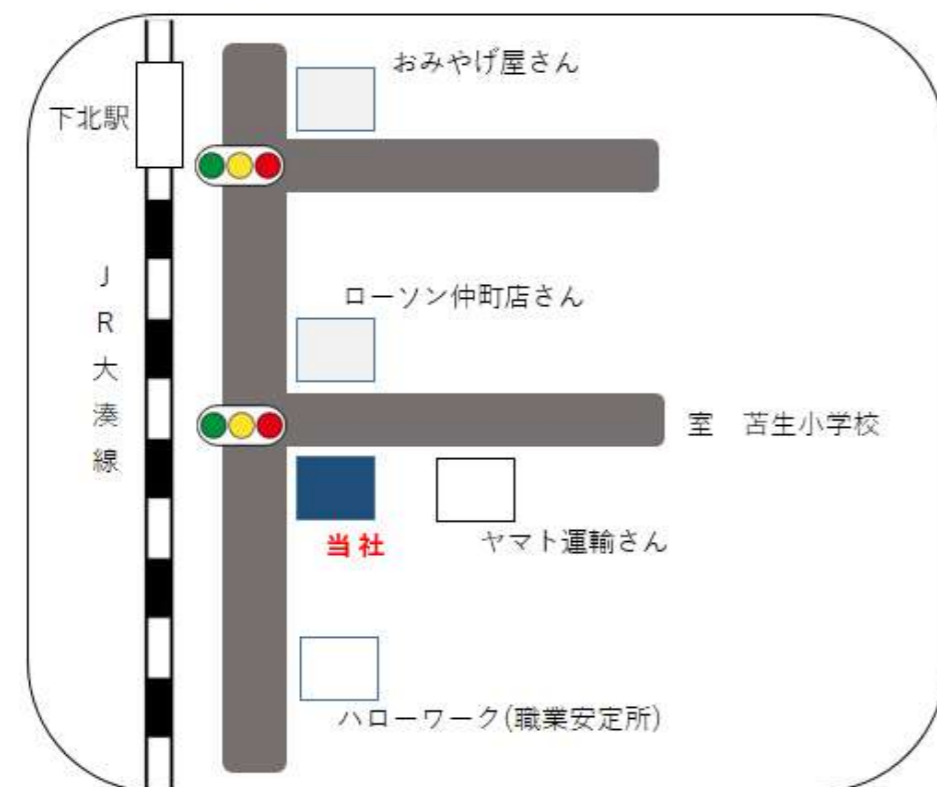 おみやげ屋さん
下北駅
ローソン仲町店さん
JR大湊線
室　苫生小学校
当社
ヤマト運輸さん
ハローワーク(職業安定所)